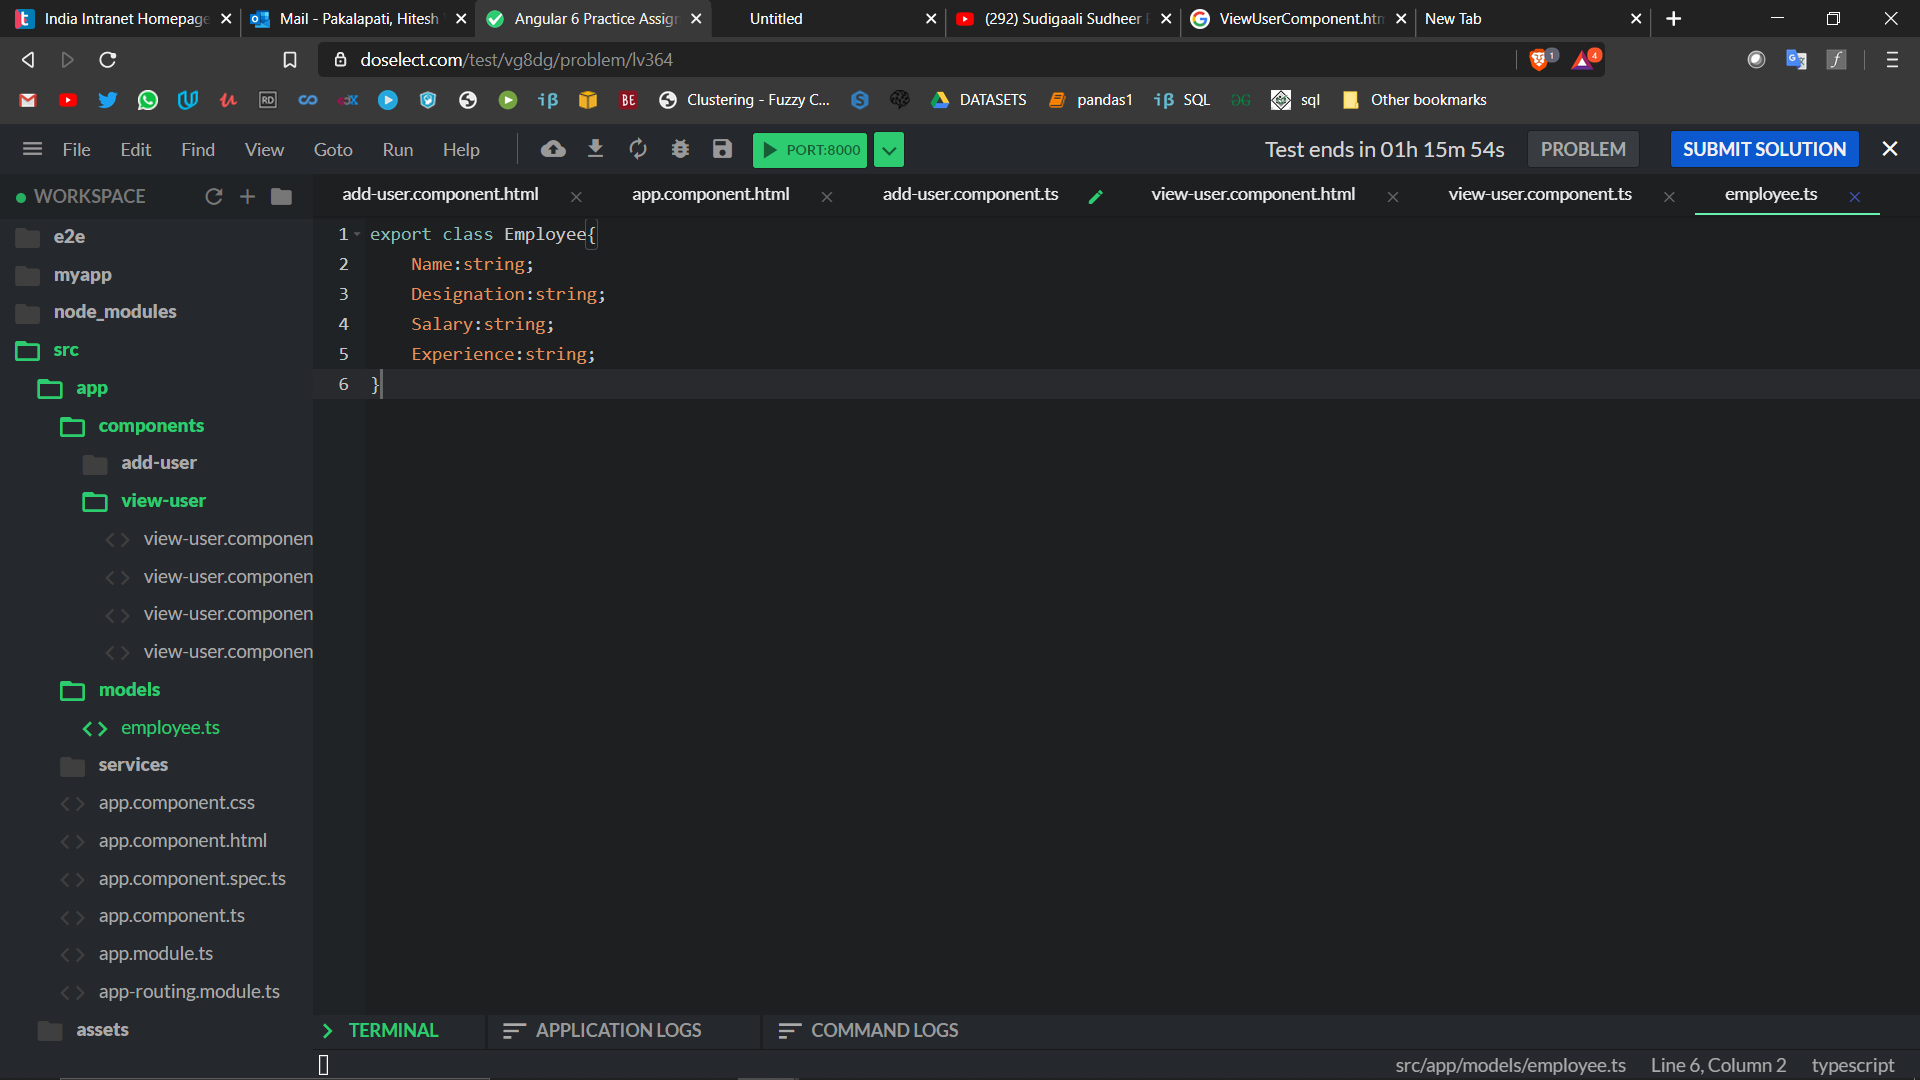 India Intranet Homepage
Mail - Pakalapati, Hitesh
Angular 6 Practice Assign
Untitled
(292) Sudigaali Sudheer
ViewUserComponent.htm
New Tab
doselect.com/test/vg8dg/problem/lv364
1
4
RD
BE
Clustering - Fuzzy C...
DATASETS
pandas1
SQL
sql
Other bookmarks
File
Edit
Find
View
Goto
Run
Help
PORT:8000
Test ends in 01h 15m 54s
PROBLEM
SUBMIT SOLUTION
WORKSPACE
add-user.component.html
app.component.html
add-user.component.ts
view-user.component.html
view-user.component.ts
employee.ts
e2e
myapp
node_modules
src
app
components
add-user
view-user
view-user.componen
view-user.componen
view-user.componen
view-user.componen
models
employee.ts
services
app.component.css
app.component.html
app.component.spec.ts
app.component.ts
app.module.ts
app-routing.module.ts
assets
1 export class Employee{
2 Name:string;
3 Designation:string;
4 Salary:string;
5 Experience:string;
6 }
TERMINAL
APPLICATION LOGS
COMMAND LOGS
src/app/models/employee.ts
Line 6, Column 2
typescript